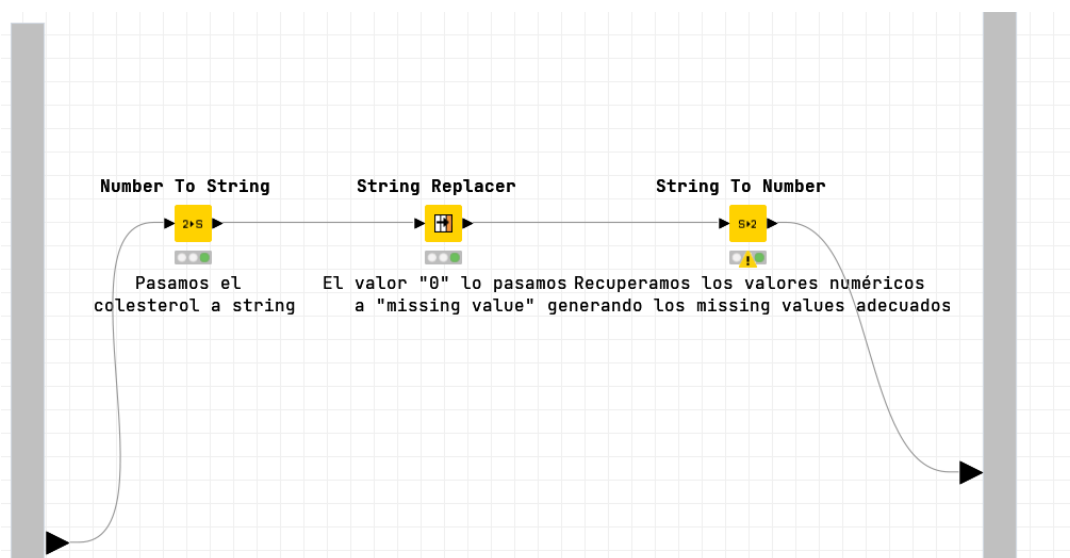 Number To String
String Replacer
String To Number
2▸S
S▸2
Pasamos el
colesterol a string
El valor "0" lo pasamos
a "missing value"
Recuperamos los valores numéricos
generando los missing values adecuados